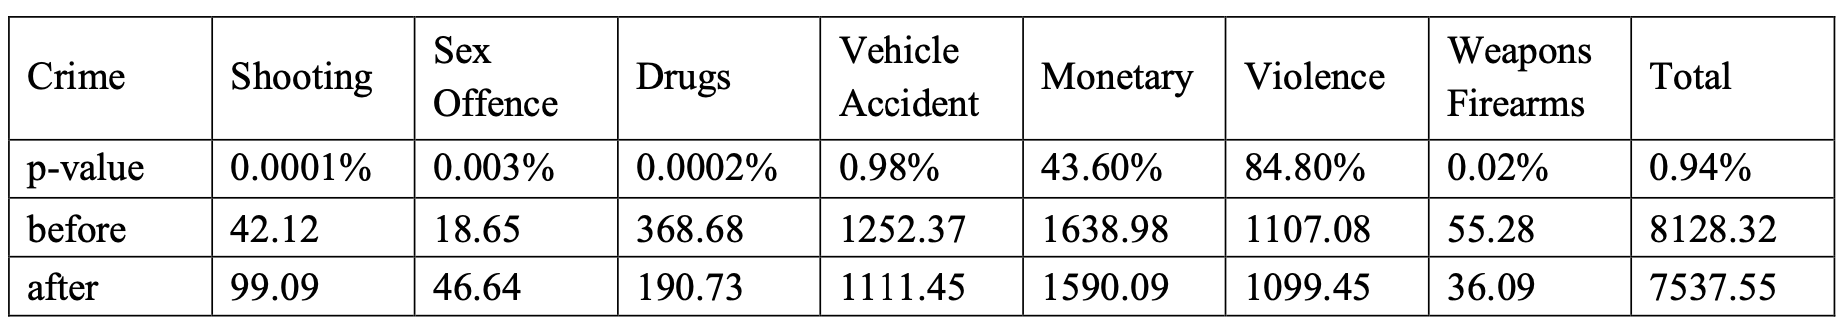 Crime Shooting Sex Offence Drugs Vehicle Accident Monetary Violence Weapons Firearms Total
p-value 0.0001% 0.003% 0.0002% 0.98% 43.60% 84.80% 0.02% 0.94%
before 42.12 18.65 368.68 1252.37 1638.98 1107.08 55.28 8128.32
after 99.09 46.64 190.73 1111.45 1590.09 1099.45 36.09 7537.55